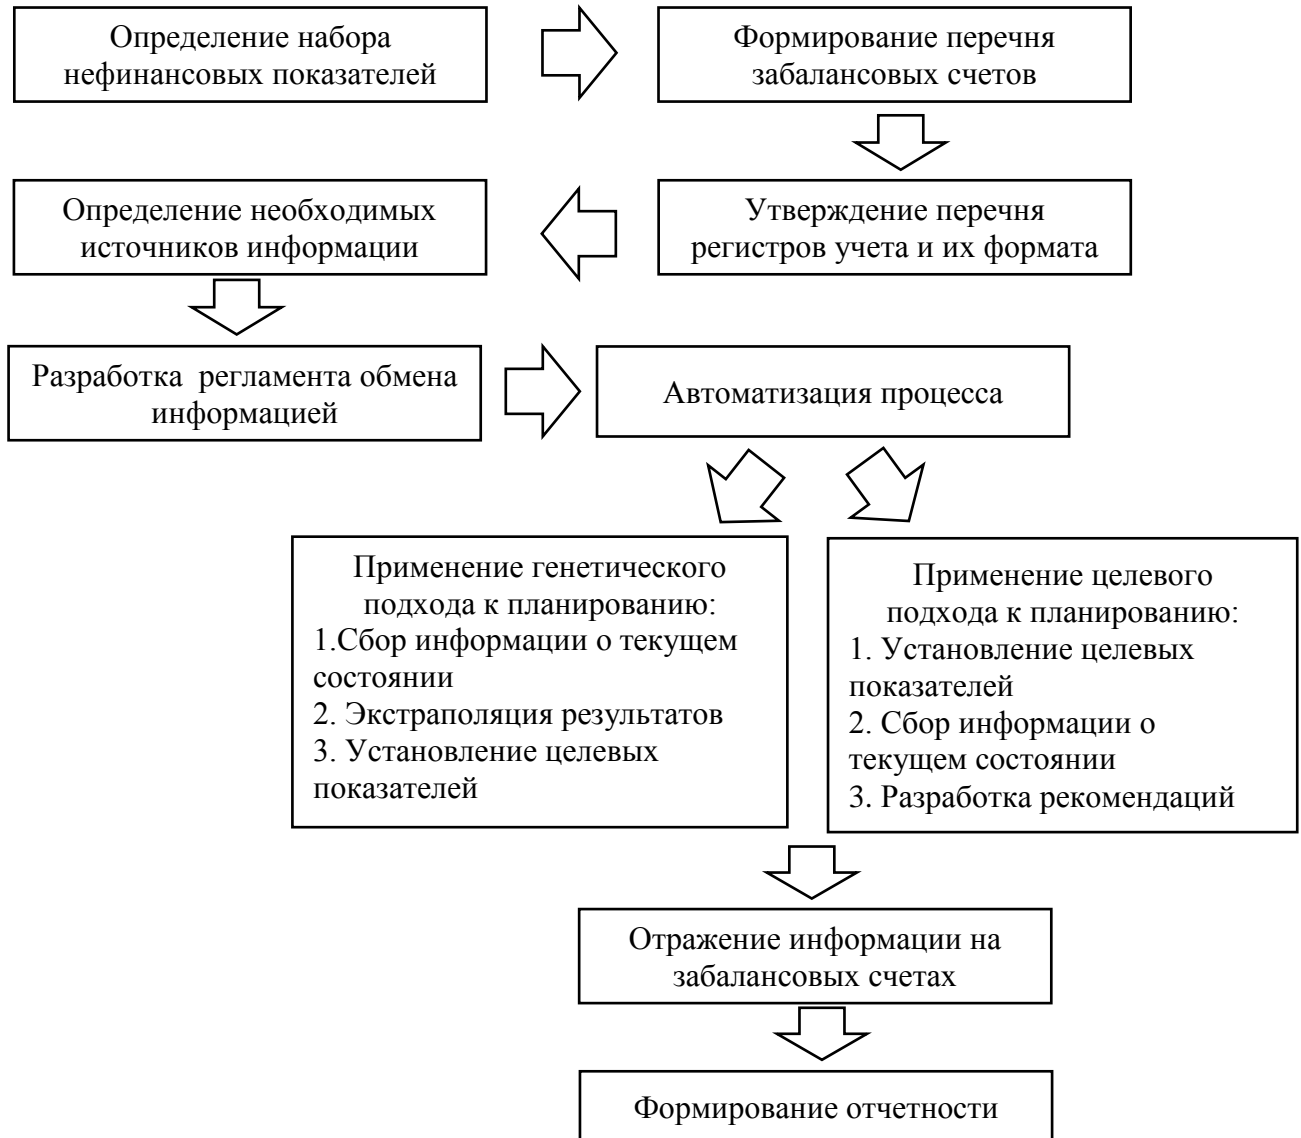 Определение набора
нефинансовых показателей
Формирование перечня
забалансовых счетов
Определение необходимых
источников информации
Утверждение перечня
регистров учета и их формата
Разработка  регламента обмена
информацией
Автоматизация процесса
Применение генетического
подхода к планированию:
1.Сбор информации о текущем
состоянии
2. Экстраполяция результатов
3. Установление целевых
показателей
Применение целевого
подхода к планированию:
1. Установление целевых
показателей
2. Сбор информации о
текущем состоянии
3. Разработка рекомендаций
Отражение информации на
забалансовых счетах
Формирование отчетности